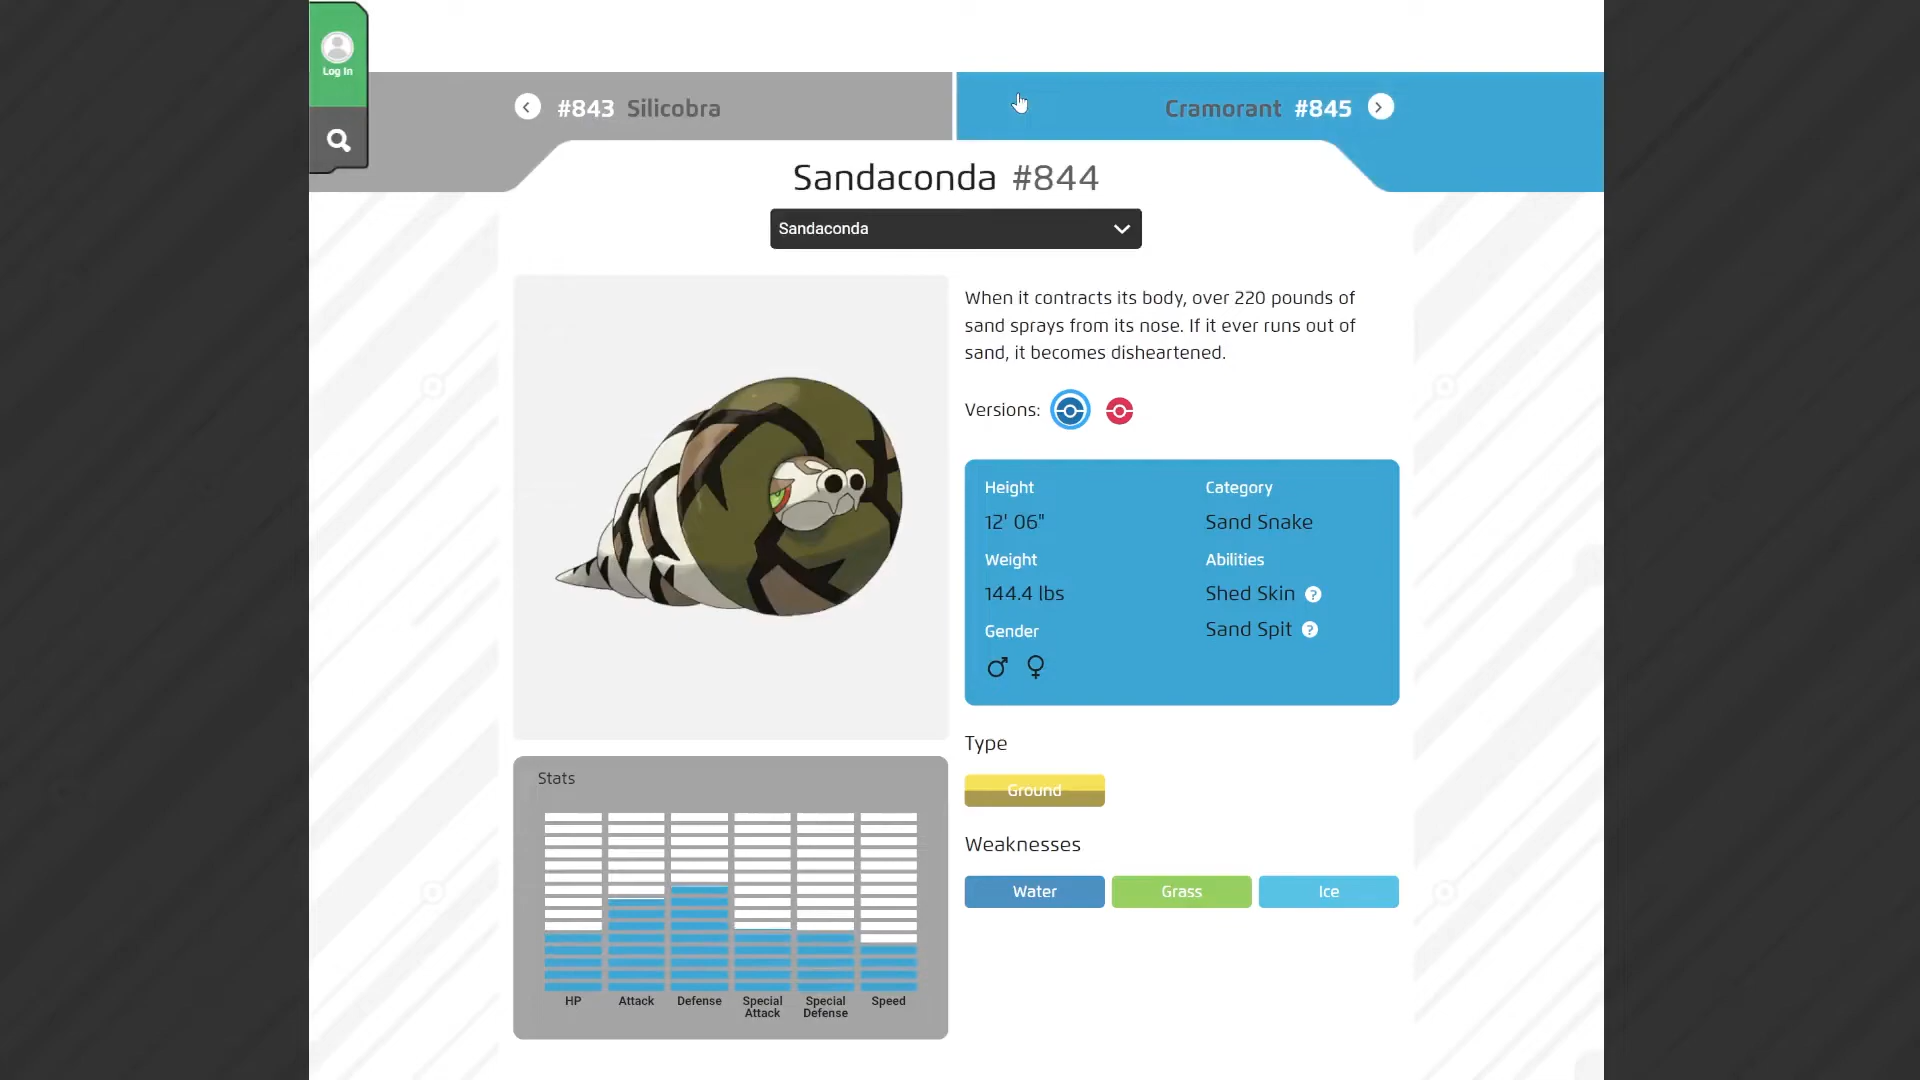 Log In
#843 Silicobra
Cramorant #845
Sandaconda #844
Sandaconda
When it contracts its body, over 220 pounds of
sand sprays from its nose. If it ever runs out of
sand, it becomes disheartened.
Versions:
Height
12' 06"
Weight
144.4 lbs
Gender
Category
Sand Snake
Abilities
Shed Skin ?
Sand Spit ?
Type
Ground
Weaknesses
Water Grass Ice
Stats
HP Attack Defense Special Special Speed
Attack Defense